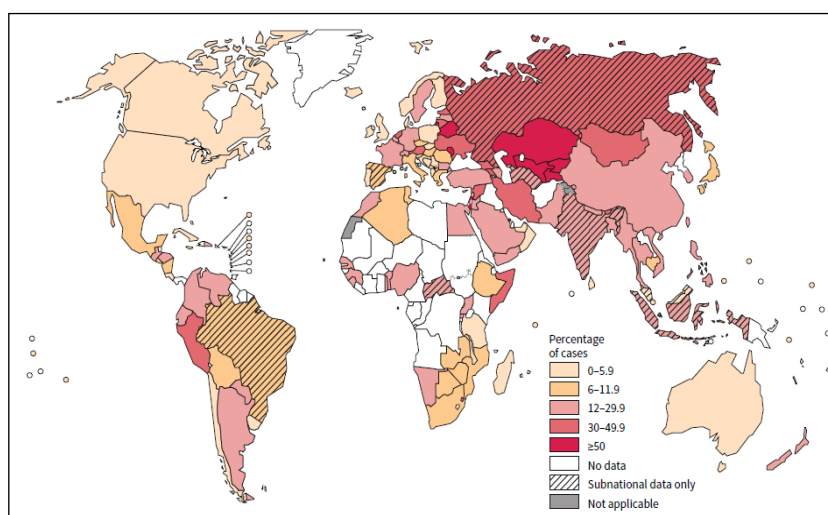 Percentage
of cases
0–5.9
6–11.9
12–29.9
30–49.9
≥50
No data
Subnational data only
Not applicable